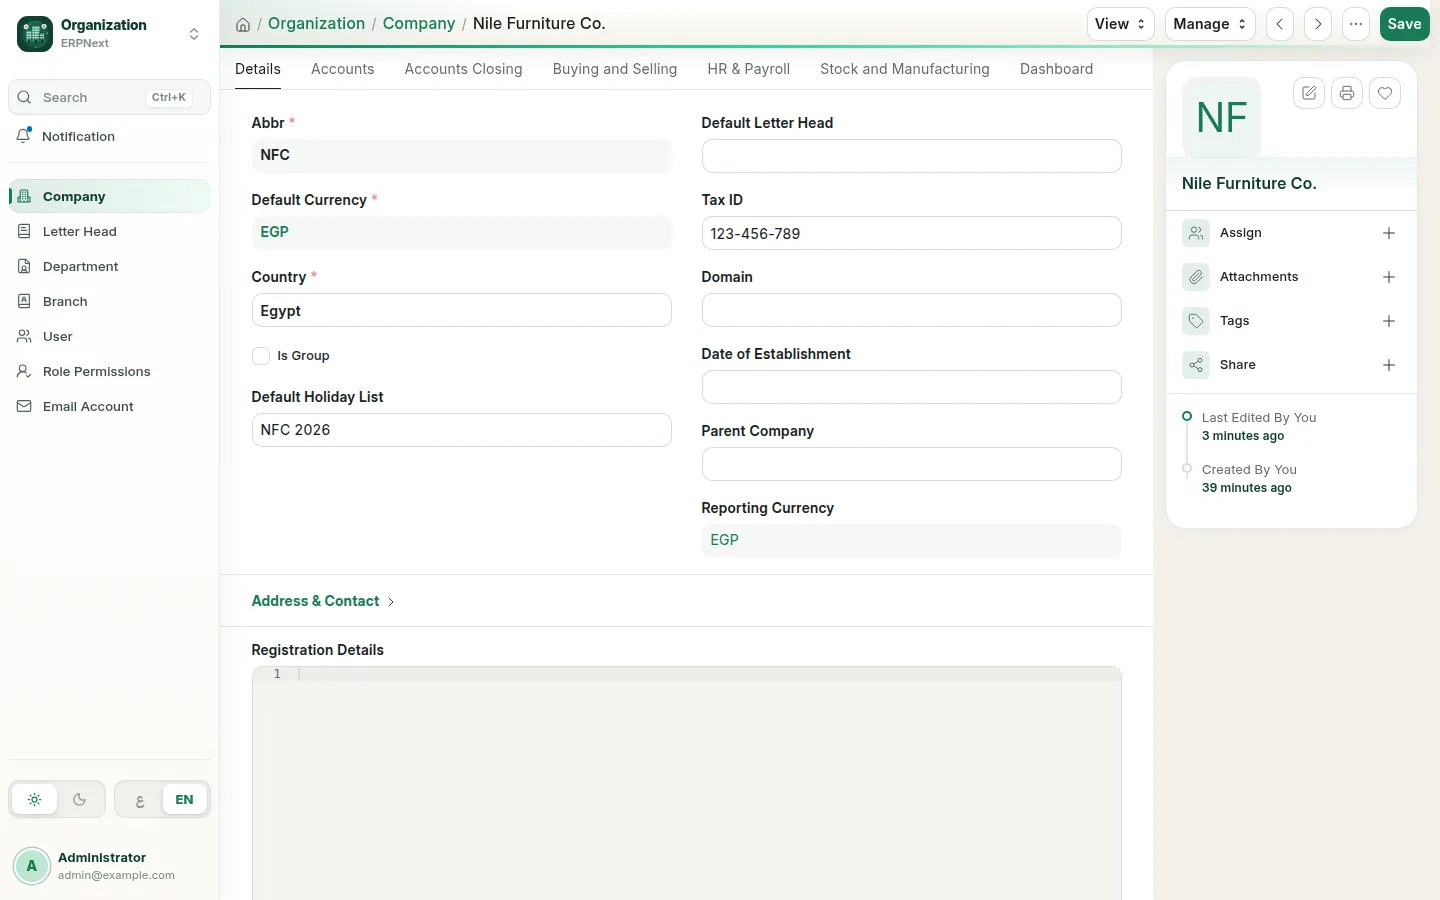 Organization
ERPNext
Search
Ctrl+K
Notification
Company
Letter Head
Department
Branch
User
Role Permissions
Email Account
ع
EN
A
Administrator
admin@example.com
/ Organization / Company / Nile Furniture Co.
View
Manage
Save
Details
Accounts
Accounts Closing
Buying and Selling
HR & Payroll
Stock and Manufacturing
Dashboard
Abbr *
NFC
Default Currency *
EGP
Country *
Egypt
Is Group
Default Holiday List
NFC 2026
Default Letter Head
Tax ID
123-456-789
Domain
Date of Establishment
Parent Company
Reporting Currency
EGP
Address & Contact
Registration Details
1
NF
Nile Furniture Co.
Assign
Attachments
Tags
Share
Last Edited By You
3 minutes ago
Created By You
39 minutes ago